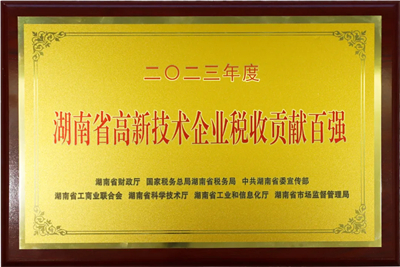 二〇二三年度
湖南省高新技术企业税收贡献百强
湖南省财政厅 国家税务总局湖南省税务局 中共湖南省委宣传部
湖南省工商业联合会 湖南省科学技术厅 湖南省工业和信息化厅 湖南省市场监督管理局